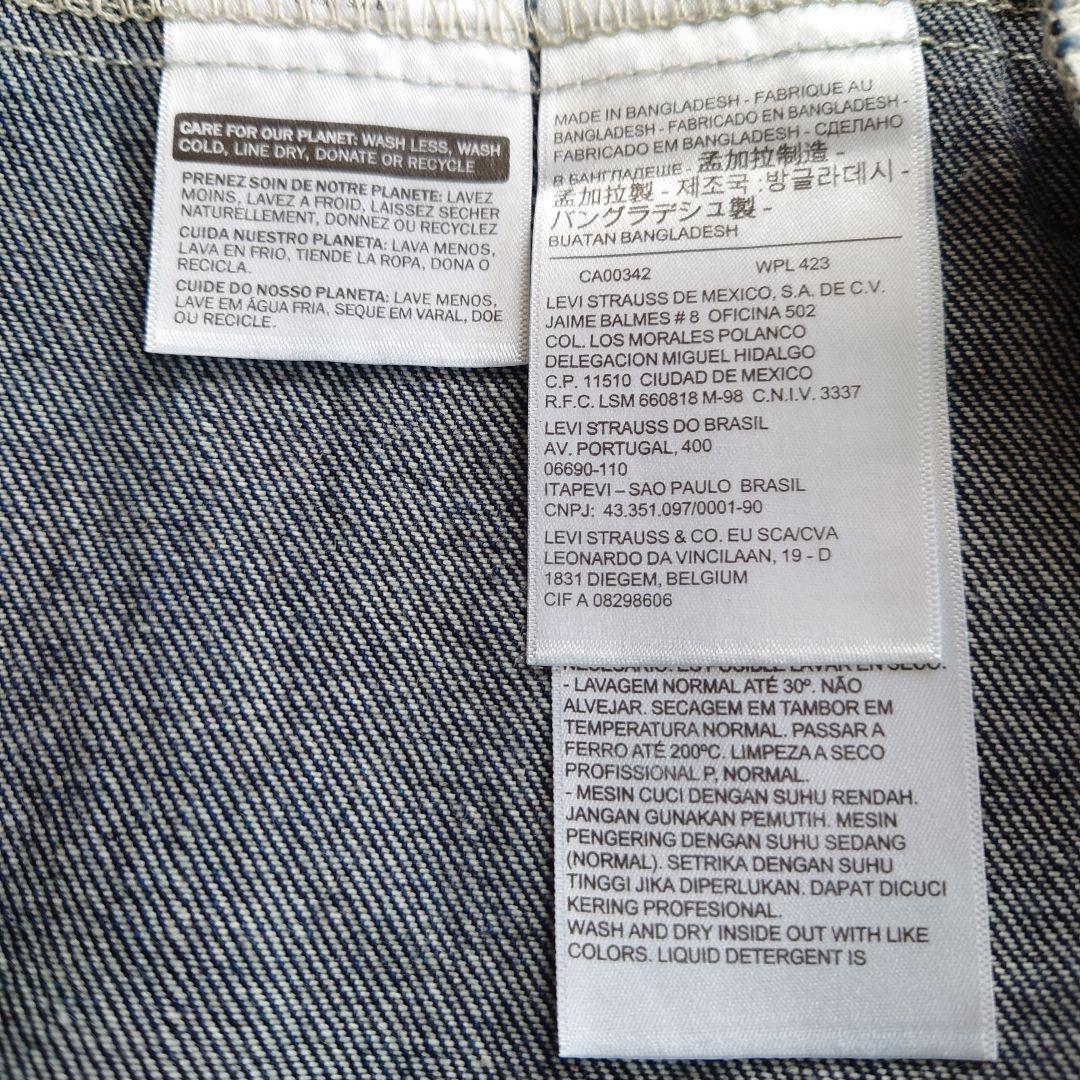 CARE FOR OUR PLANET: WASH LESS, WASH
COLD, LINE DRY, DONATE OR RECYCLE
PRENEZ SOIN DE NOTRE PLANETE: LAVEZ
MOINS, LAVEZ A FROID. LAISSEZ SECHER
NATURELLEMENT, DONNEZ OU RECYCLEZ
CUIDA NUESTRO PLANETA: LAVA MENOS,
LAVA EN FRIO, TIENDE LA ROPA, DONA O
RECICLA.
CUIDE DO NOSSO PLANETA: LAVE MENOS,
LAVE EM ÁGUA FRIA, SEQUE EM VARAL, DOE
OU RECICLE.
MADE IN BANGLADESH - FABRIQUE AU
BANGLADESH - FABRICADO EN BANGLADESH -
FABRICADO EM BANGLADESH - СДЕЛАНО
В БАНГЛАДЕШЕ - 孟加拉制造 -
孟加拉製 - 제조국 :방글라데시 -
バングラデシュ製 -
BUATAN BANGLADESH
CA00342 WPL 423
LEVI STRAUSS DE MEXICO, S.A. DE C.V.
JAIME BALMES # 8 OFICINA 502
COL. LOS MORALES POLANCO
DELEGACION MIGUEL HIDALGO
C.P. 11510 CIUDAD DE MEXICO
R.F.C. LSM 660818 M-98 C.N.I.V. 3337
LEVI STRAUSS DO BRASIL
AV. PORTUGAL, 400
06690-110
ITAPEVI – SAO PAULO BRASIL
CNPJ: 43.351.097/0001-90
LEVI STRAUSS & CO. EU SCA/CVA
LEONARDO DA VINCILAAN, 19 - D
1831 DIEGEM, BELGIUM
CIF A 08298606
NECESARIO. ES POSIBLE LAVAR EN SECO.
- LAVAGEM NORMAL ATÉ 30º. NÃO
ALVEJAR. SECAGEM EM TAMBOR EM
TEMPERATURA NORMAL. PASSAR A
FERRO ATÉ 200ºC. LIMPEZA A SECO
PROFISSIONAL P, NORMAL.
- MESIN CUCI DENGAN SUHU RENDAH.
JANGAN GUNAKAN PEMUTIH. MESIN
PENGERING DENGAN SUHU SEDANG
(NORMAL). SETRIKA DENGAN SUHU
TINGGI JIKA DIPERLUKAN. DAPAT DICUCI
KERING PROFESIONAL.
WASH AND DRY INSIDE OUT WITH LIKE
COLORS. LIQUID DETERGENT IS